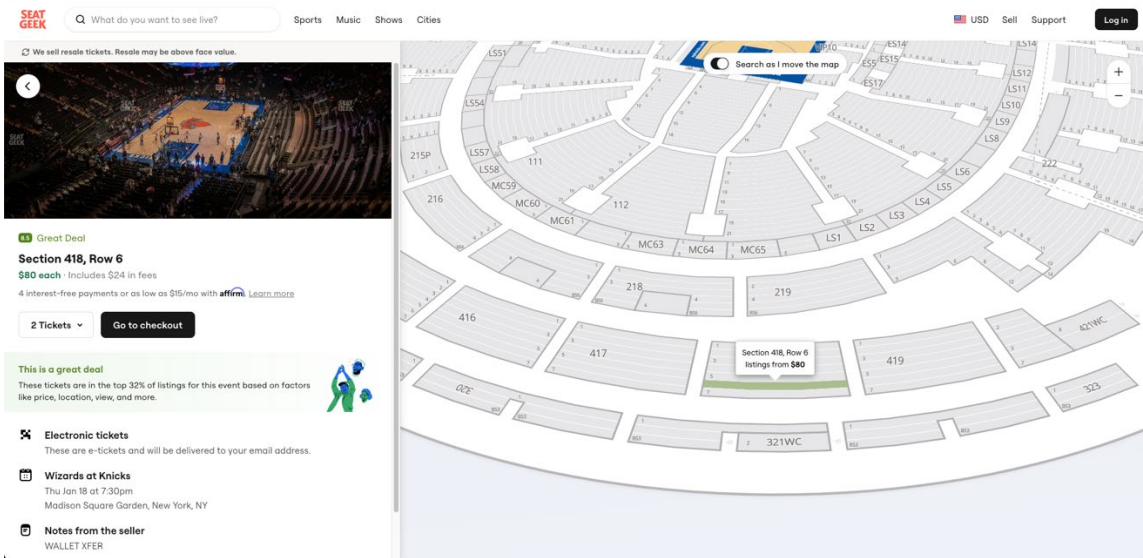 SEAT
GEEK
What do you want to see live?
Sports
Music
Shows
Cities
USD
Sell
Support
Log in
We sell resale tickets. Resale may be above face value.
8.5 Great Deal
Section 418, Row 6
$80 each · Includes $24 in fees
4 interest-free payments or as low as $15/mo with affirm. Learn more
2 Tickets
Go to checkout
This is a great deal
These tickets are in the top 32% of listings for this event based on factors
like price, location, view, and more.
Electronic tickets
These are e-tickets and will be delivered to your email address.
Wizards at Knicks
Thu Jan 18 at 7:30pm
Madison Square Garden, New York, NY
Notes from the seller
WALLET XFER
Search as I move the map
+
−
LS51
ES14
LS14
ES5
ES15
ES17
LS12
LS11
LS10
LS9
LS8
LS54
215P
LS57
LS58
111
222
LS6
LS5
LS4
LS3
LS2
LS1
216
MC59
MC60
MC61
112
MC63
MC64
MC65
218
219
416
417
Section 418, Row 6
listings from $80
419
421WC
320
321WC
323